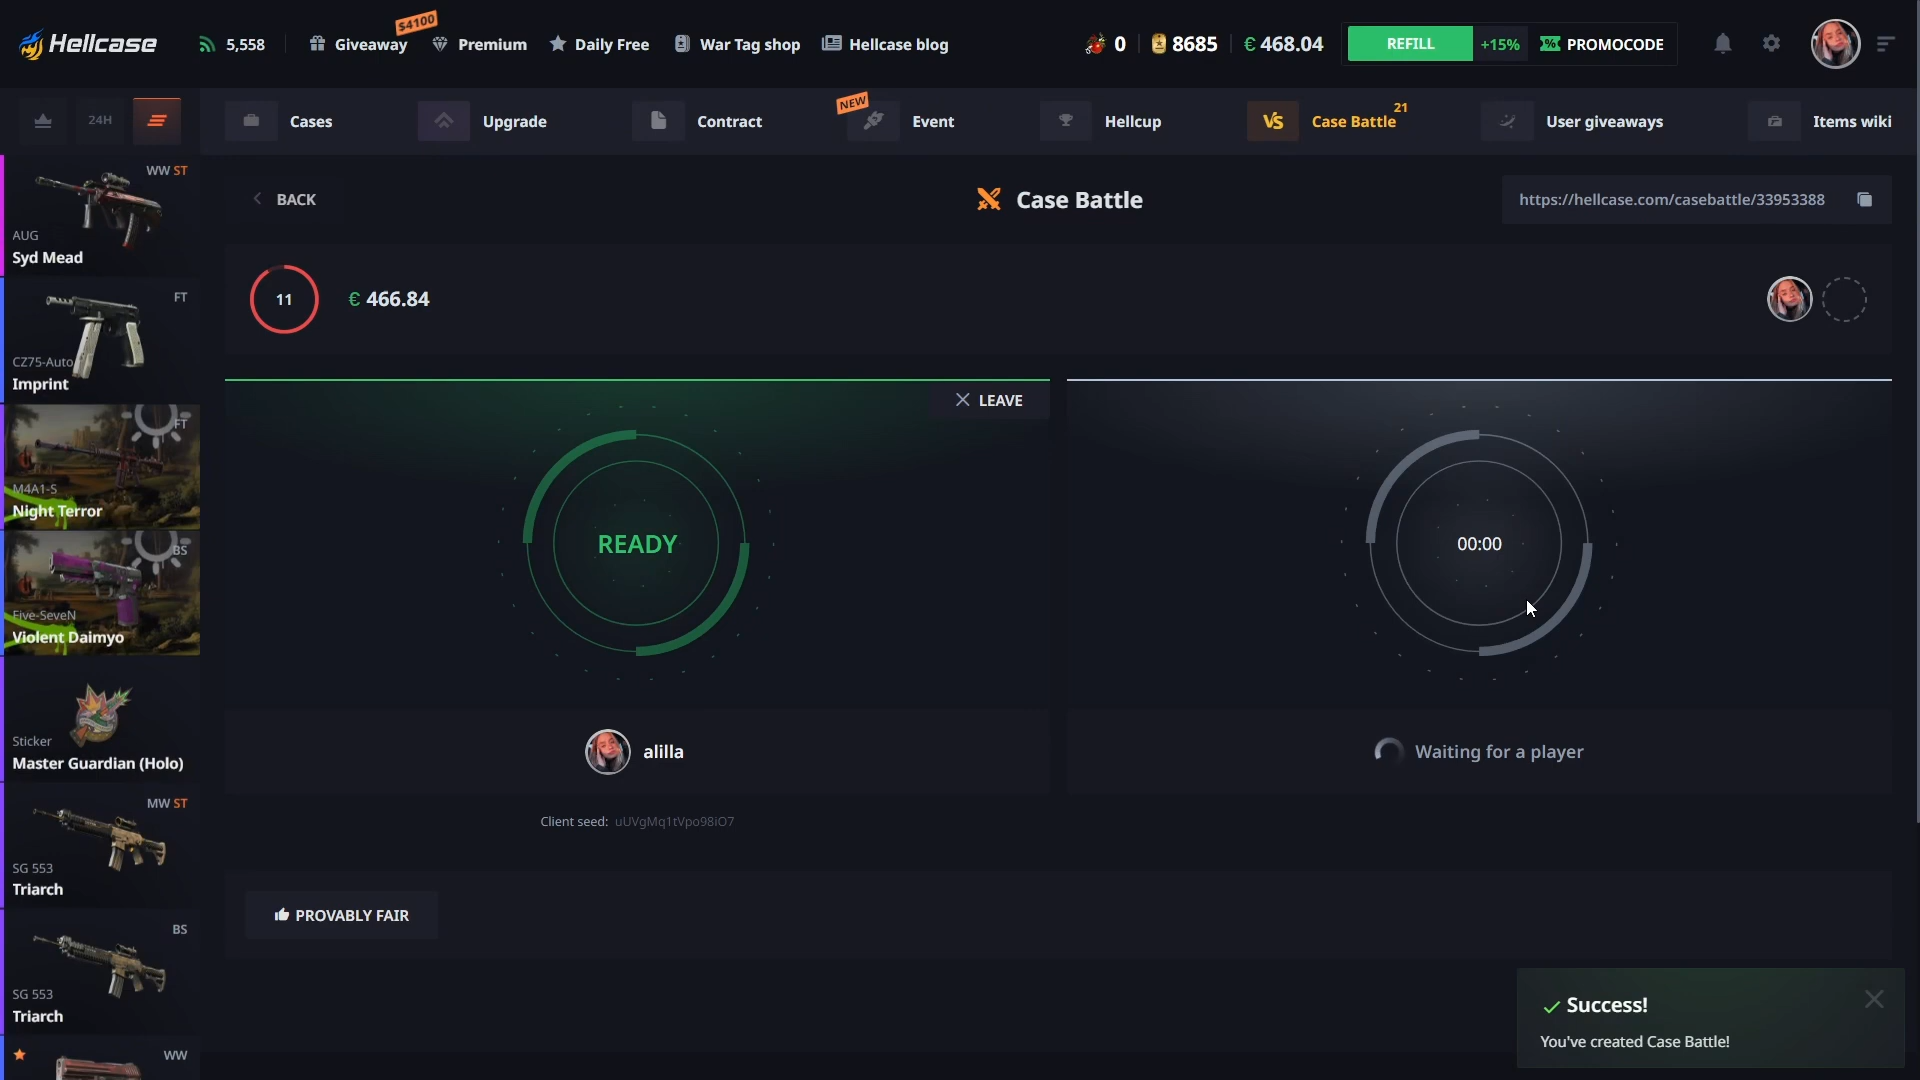 Hellcase
5,558
Giveaway
$4100
Premium
Daily Free
War Tag shop
Hellcase blog
0
8685
€ 468.04
REFILL
+15%
PROMOCODE
24H
Cases
Upgrade
Contract
NEW
Event
Hellcup
VS
Case Battle
21
User giveaways
Items wiki
BACK
Case Battle
https://hellcase.com/casebattle/33953388
11
€ 466.84
LEAVE
READY
00:00
alilla
Waiting for a player
Client seed: uUVgMq1tVpo98iO7
PROVABLY FAIR
Success!
You've created Case Battle!
WW ST
AUG
Syd Mead
FT
CZ75-Auto
Imprint
FT
M4A1-S
Night Terror
BS
Five-SeveN
Violent Daimyo
Sticker
Master Guardian (Holo)
MW ST
SG 553
Triarch
BS
SG 553
Triarch
WW